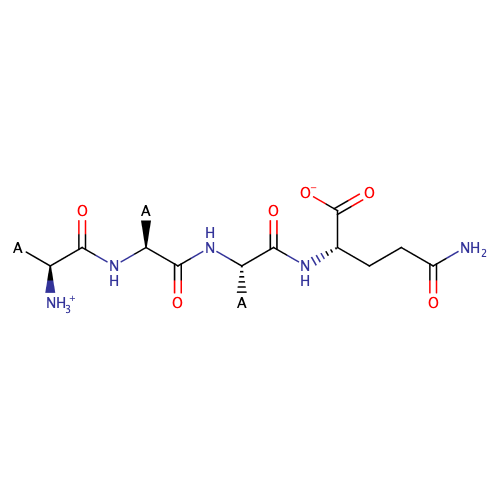 O⁻ O
O A H O
A N NH₂
N N
H H
NH₃⁺ O A O